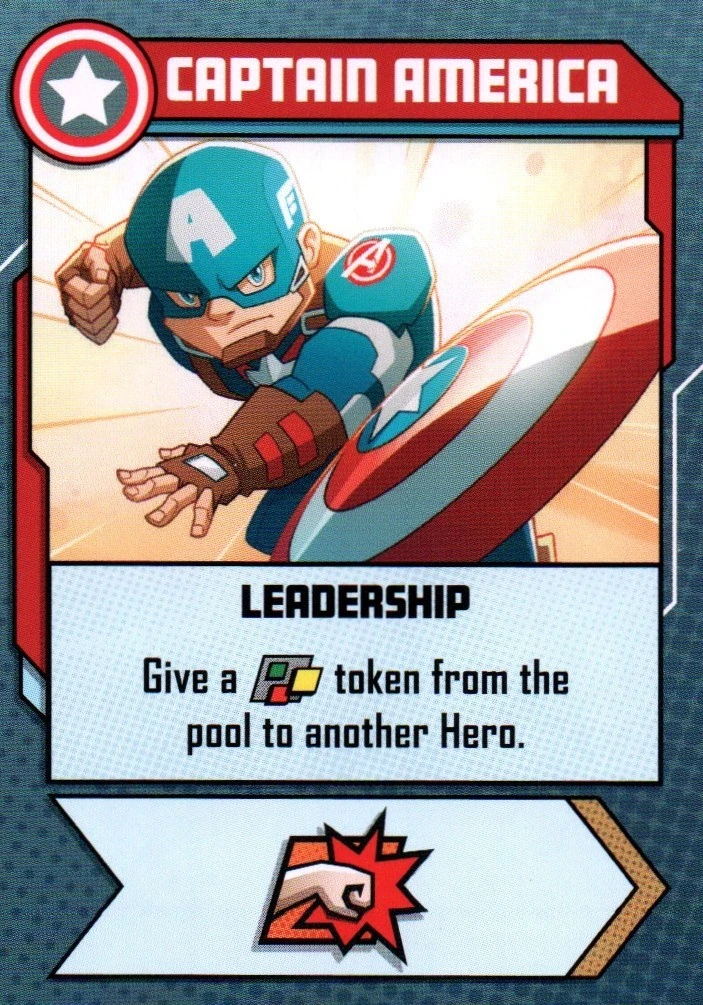 CAPTAIN AMERICA
A
LEADERSHIP
Give a token from the
pool to another Hero.